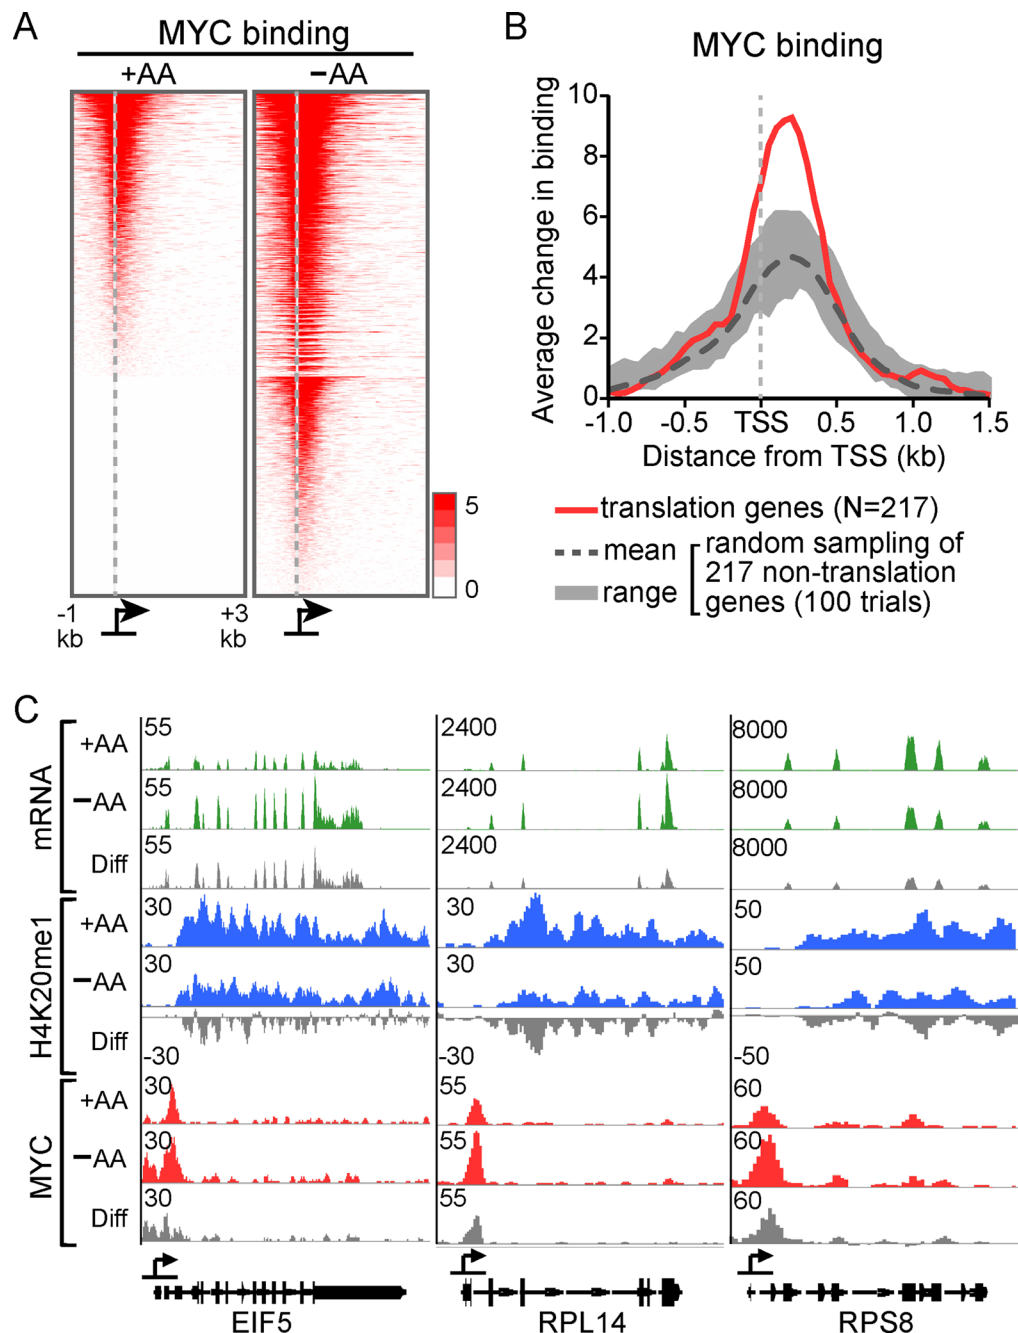 A
MYC binding
+AA
−AA
5
0
-1
kb
+3
kb
B
MYC binding
Average change in binding
10
8
6
4
2
0
-1.0
-0.5
TSS
0.5
1.0
1.5
Distance from TSS (kb)
translation genes (N=217)
mean
range
random sampling of
217 non-translation
genes (100 trials)
C
mRNA
+AA
55
2400
8000
−AA
55
2400
8000
Diff
55
2400
8000
H4K20me1
+AA
30
30
50
−AA
30
30
50
Diff
-30
-30
-50
MYC
+AA
30
55
60
−AA
30
55
60
Diff
30
55
60
EIF5
RPL14
RPS8